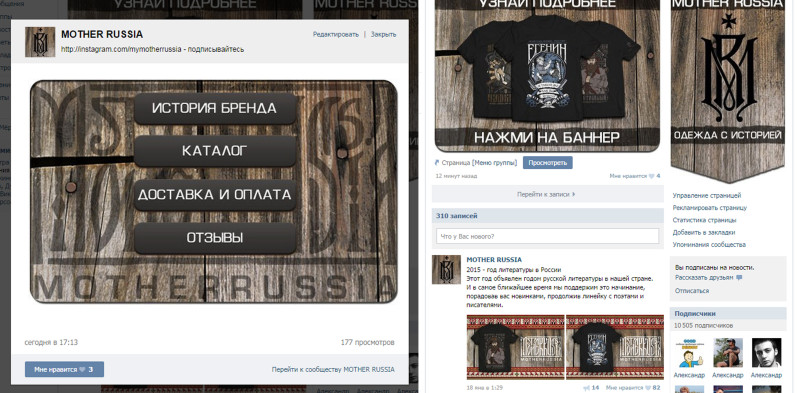 УЗНАЙ ПОДРОБНЕЕ
MOTHER RUSSIA
Редактировать | Закрыть
http://instagram.com/mymotherrussia - подписывайтесь
ИСТОРИЯ БРЕНДА
КАТАЛОГ
ДОСТАВКА И ОПЛАТА
ОТЗЫВЫ
MOTHER RUSSIA
сегодня в 17:13
177 просмотров
Мне нравится 3
Перейти к сообществу MOTHER RUSSIA
УЗНАЙ ПОДРОБНЕЕ
ЕСЕНИН
НАЖМИ НА БАННЕР
Страница [Меню группы] Просмотреть
12 минут назад
Мне нравится 4
Перейти к записи
310 записей
Что у Вас нового?
MOTHER RUSSIA
2015 - год литературы в России
Этот год объявлен годом русской литературы в нашей стране.
И в самое ближайшее время мы поддержим это начинание,
порадовав вас новинками, продолжив линейку с поэтами и
писателями.
MOTHERRUSSIA
MOTHERRUSSIA
18 янв в 1:29
14 Мне нравится 82
MOTHER RUSSIA
ОДЕЖДА С ИСТОРИЕЙ
Управление страницей
Рекламировать страницу
Статистика страницы
Добавить в закладки
Упоминания сообщества
Вы подписаны на новости.
Рассказать друзьям
Отписаться
Подписчики
10 505 подписчиков
Александр
Александр
Александр